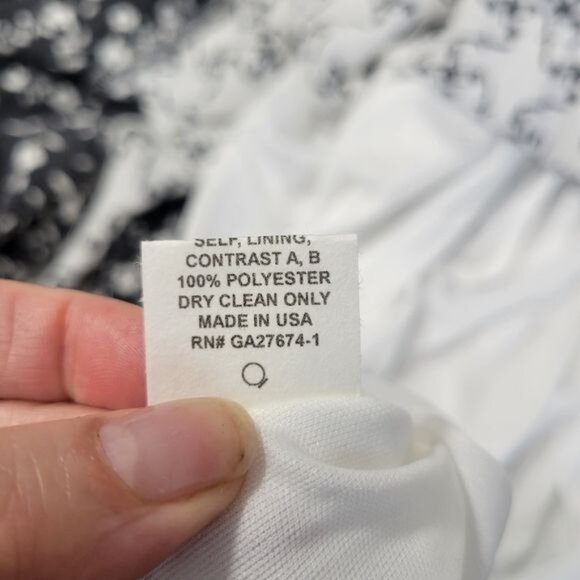 SELF, LINING,
CONTRAST A, B
100% POLYESTER
DRY CLEAN ONLY
MADE IN USA
RN# GA27674-1